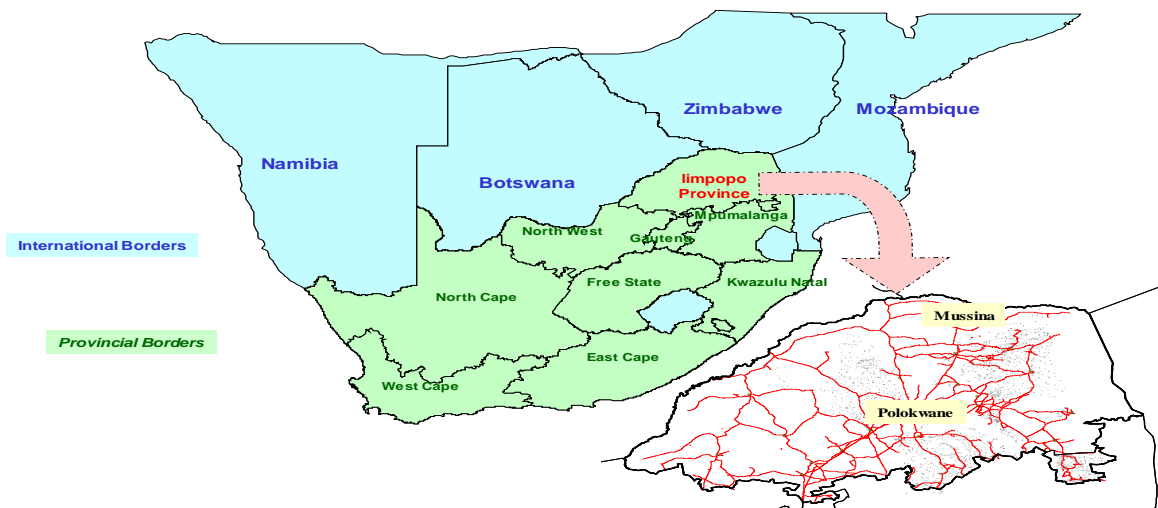 Zimbabwe
Mozambique
Namibia
Botswana
limpopo
Province
Mpumalanga
North West
Gauteng
International Borders
North Cape
Free State
Kwazulu Natal
Mussina
Provincial Borders
East Cape
West Cape
Polokwane